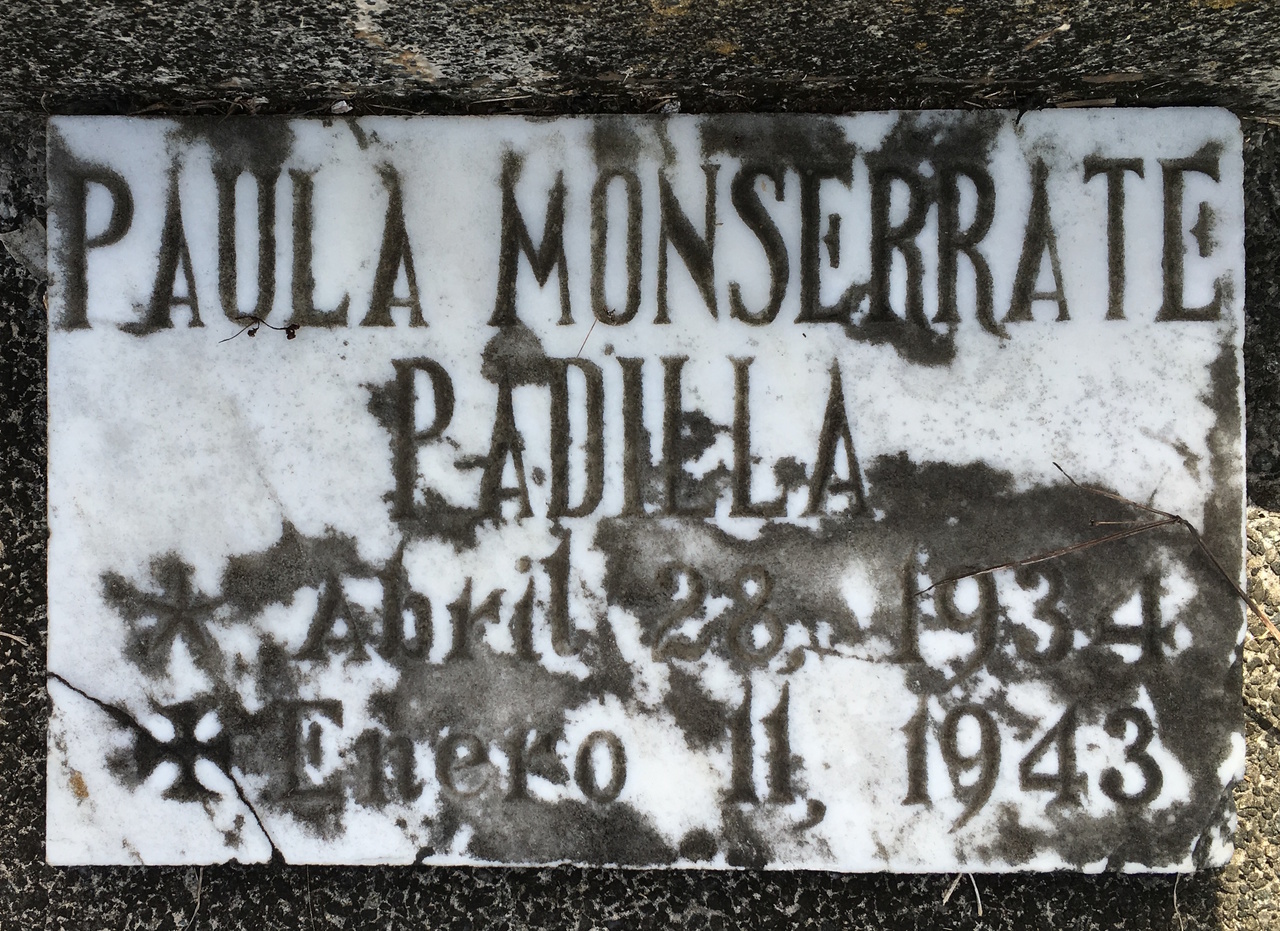 PAULA MONSERRATE
PADILLA
* Abril 28, 1934
✠ Enero 11, 1943